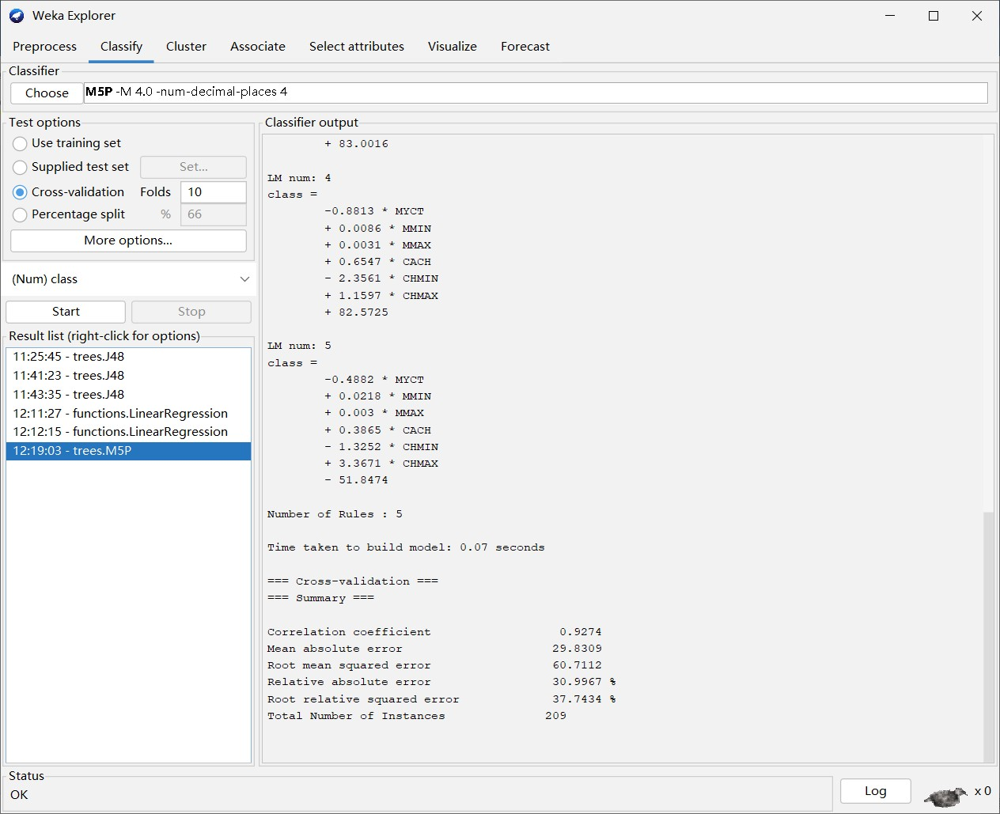 Weka Explorer
Preprocess Classify Cluster Associate Select attributes Visualize Forecast
Classifier
Choose M5P -M 4.0 -num-decimal-places 4
Test options
Use training set
Supplied test set Set...
Cross-validation Folds 10
Percentage split % 66
More options...
(Num) class
Start Stop
Result list (right-click for options)
11:25:45 - trees.J48
11:41:23 - trees.J48
11:43:35 - trees.J48
12:11:27 - functions.LinearRegression
12:12:15 - functions.LinearRegression
12:19:03 - trees.M5P
Classifier output
+ 83.0016
LM num: 4
class =
-0.8813 * MYCT
+ 0.0086 * MMIN
+ 0.0031 * MMAX
+ 0.6547 * CACH
- 2.3561 * CHMIN
+ 1.1597 * CHMAX
+ 82.5725
LM num: 5
class =
-0.4882 * MYCT
+ 0.0218 * MMIN
+ 0.003 * MMAX
+ 0.3865 * CACH
- 1.3252 * CHMIN
+ 3.3671 * CHMAX
- 51.8474
Number of Rules : 5
Time taken to build model: 0.07 seconds
=== Cross-validation ===
=== Summary ===
Correlation coefficient 0.9274
Mean absolute error 29.8309
Root mean squared error 60.7112
Relative absolute error 30.9967 %
Root relative squared error 37.7434 %
Total Number of Instances 209
Status
OK
Log x 0